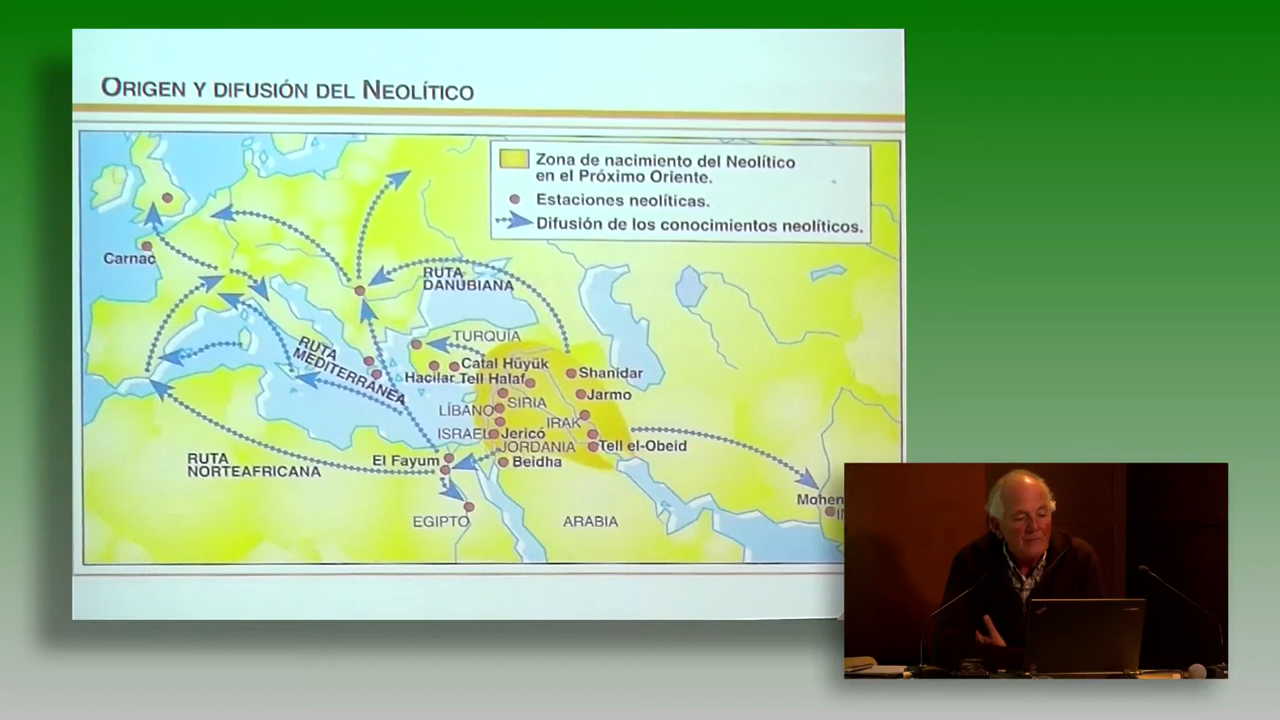 ORIGEN Y DIFUSIÓN DEL NEOLÍTICO
Zona de nacimiento del Neolítico
en el Próximo Oriente.
Estaciones neolíticas.
Difusión de los conocimientos neolíticos.
Carnac
RUTA
DANUBIANA
TURQUÍA
RUTA
MEDITERRÁNEA
Catal Hüyük
Hacilar
Tell Halaf
Shanidar
Jarmo
SIRIA
LÍBANO
IRAK
ISRAEL
Jericó
JORDANIA
Tell el-Obeid
Beidha
El Fayum
RUTA
NORTEAFRICANA
EGIPTO
ARABIA
Mohen